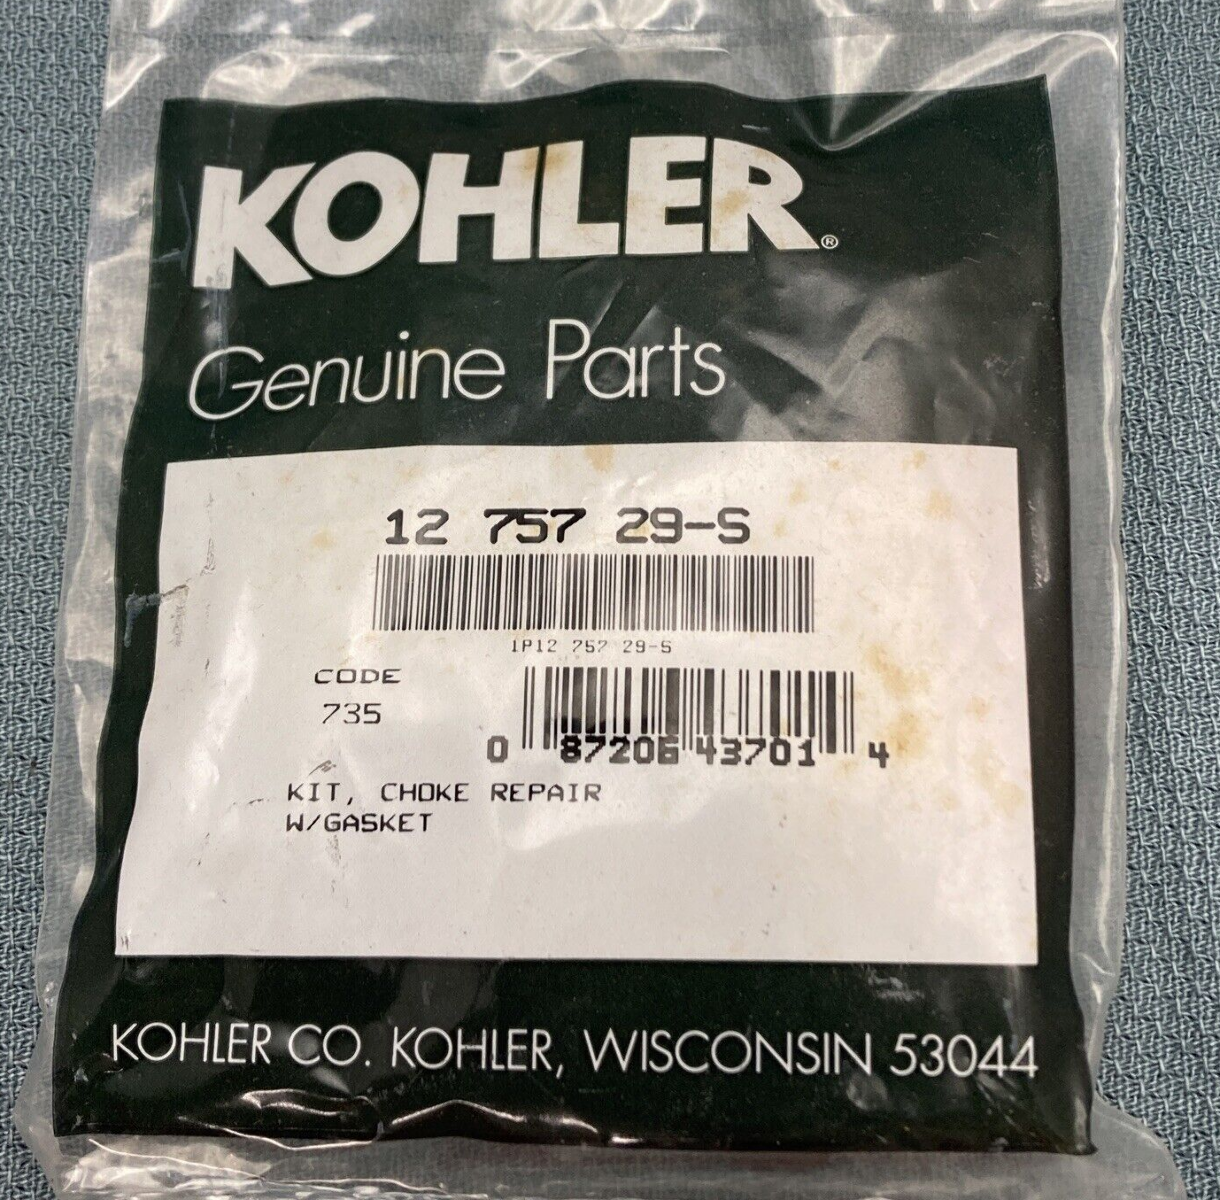 KOHLER®
Genuine Parts
12 757 29-S
1P12 757 29-S
CODE
735
0 87206 43701 4
KIT, CHOKE REPAIR
W/GASKET
KOHLER CO. KOHLER, WISCONSIN 53044